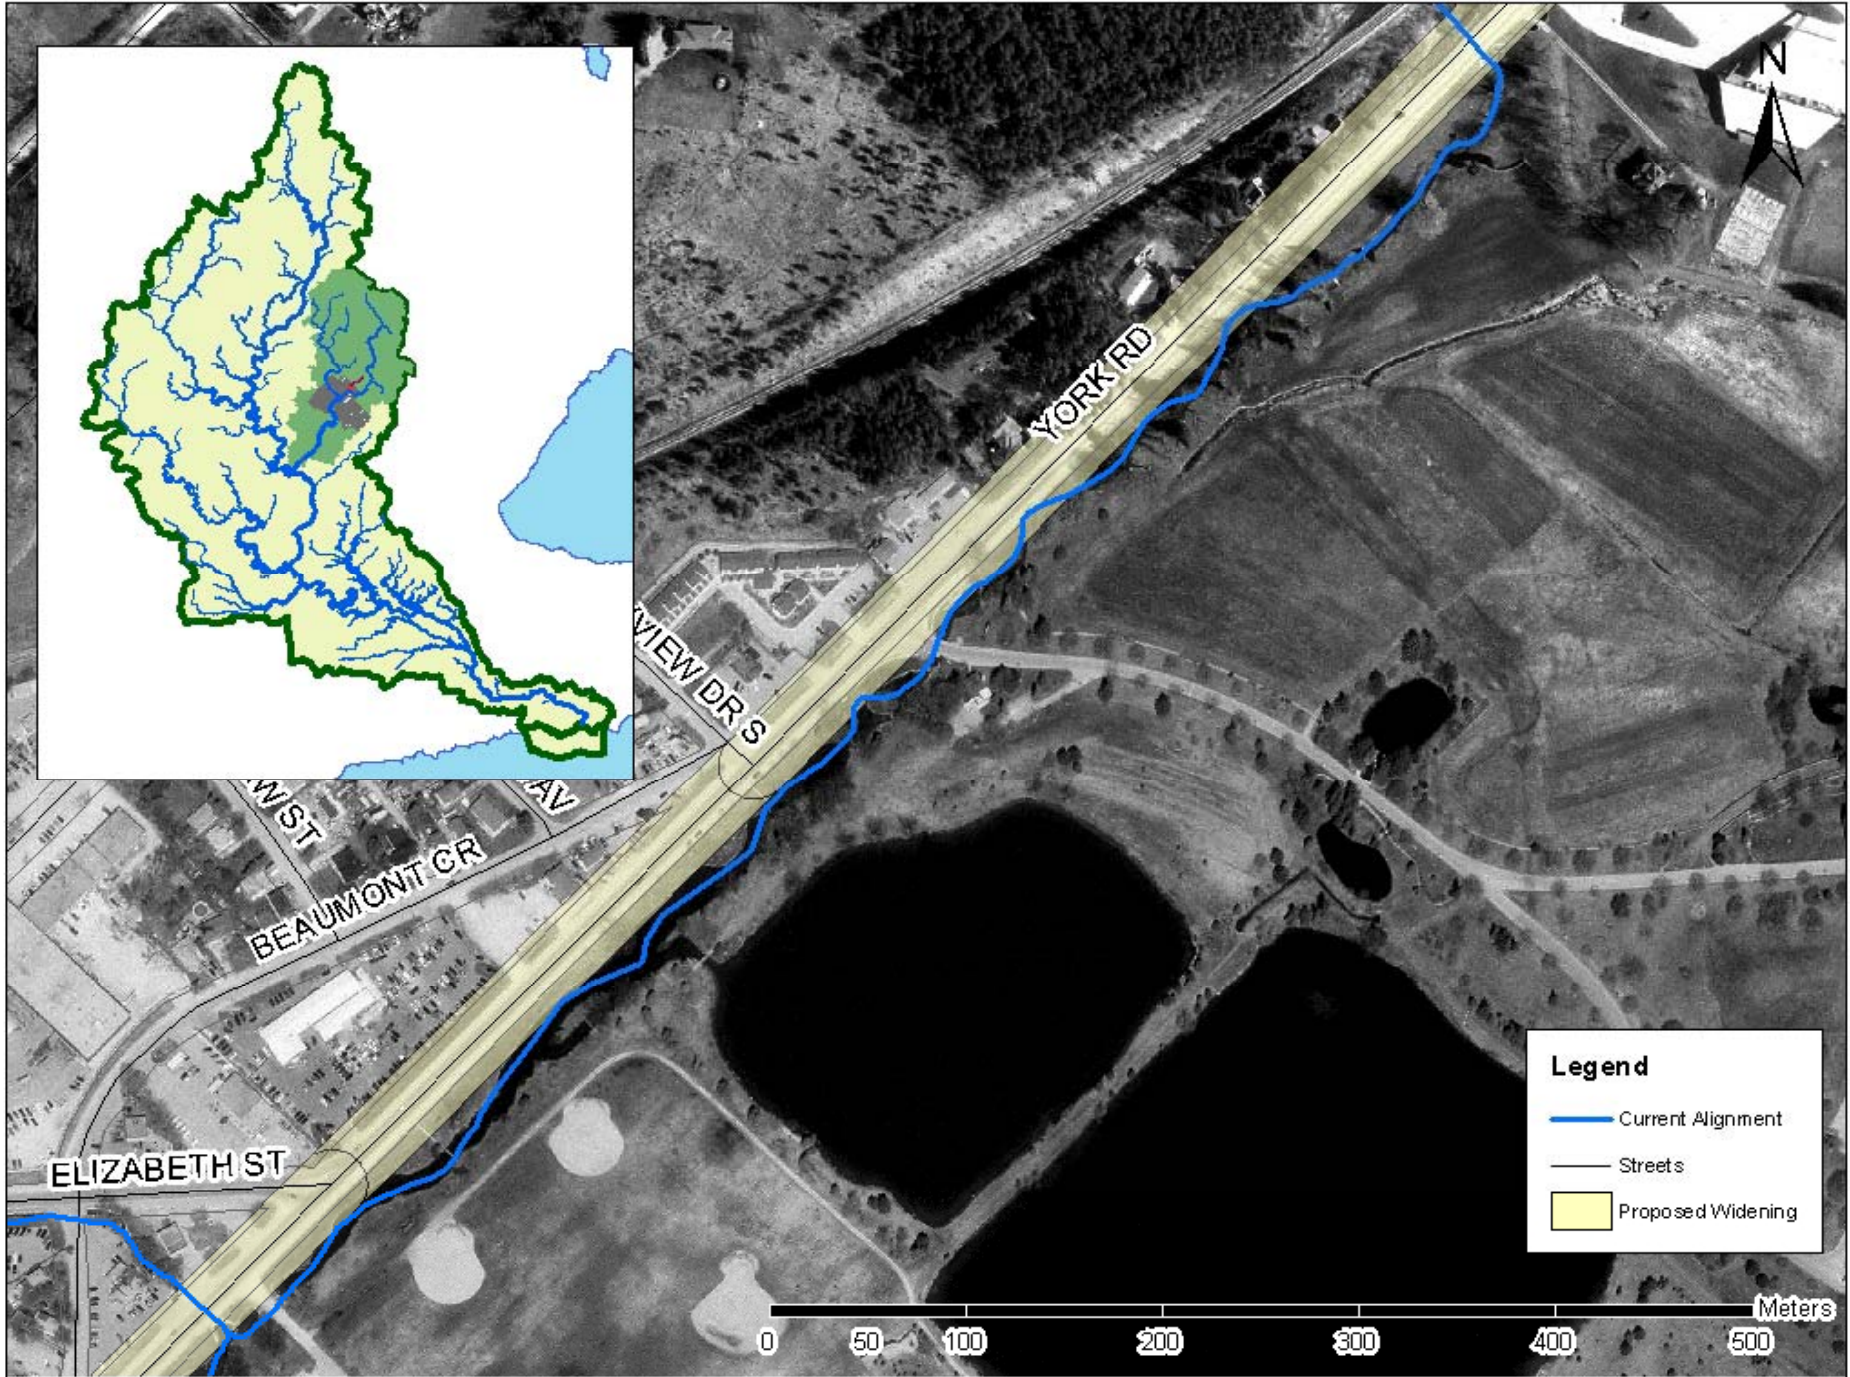 N
YORK RD
VIEW DR S
W ST
AV
BEAUMONT CR
ELIZABETH ST
Legend
Current Alignment
Streets
Proposed Widening
Meters
0 50 100 200 300 400 500